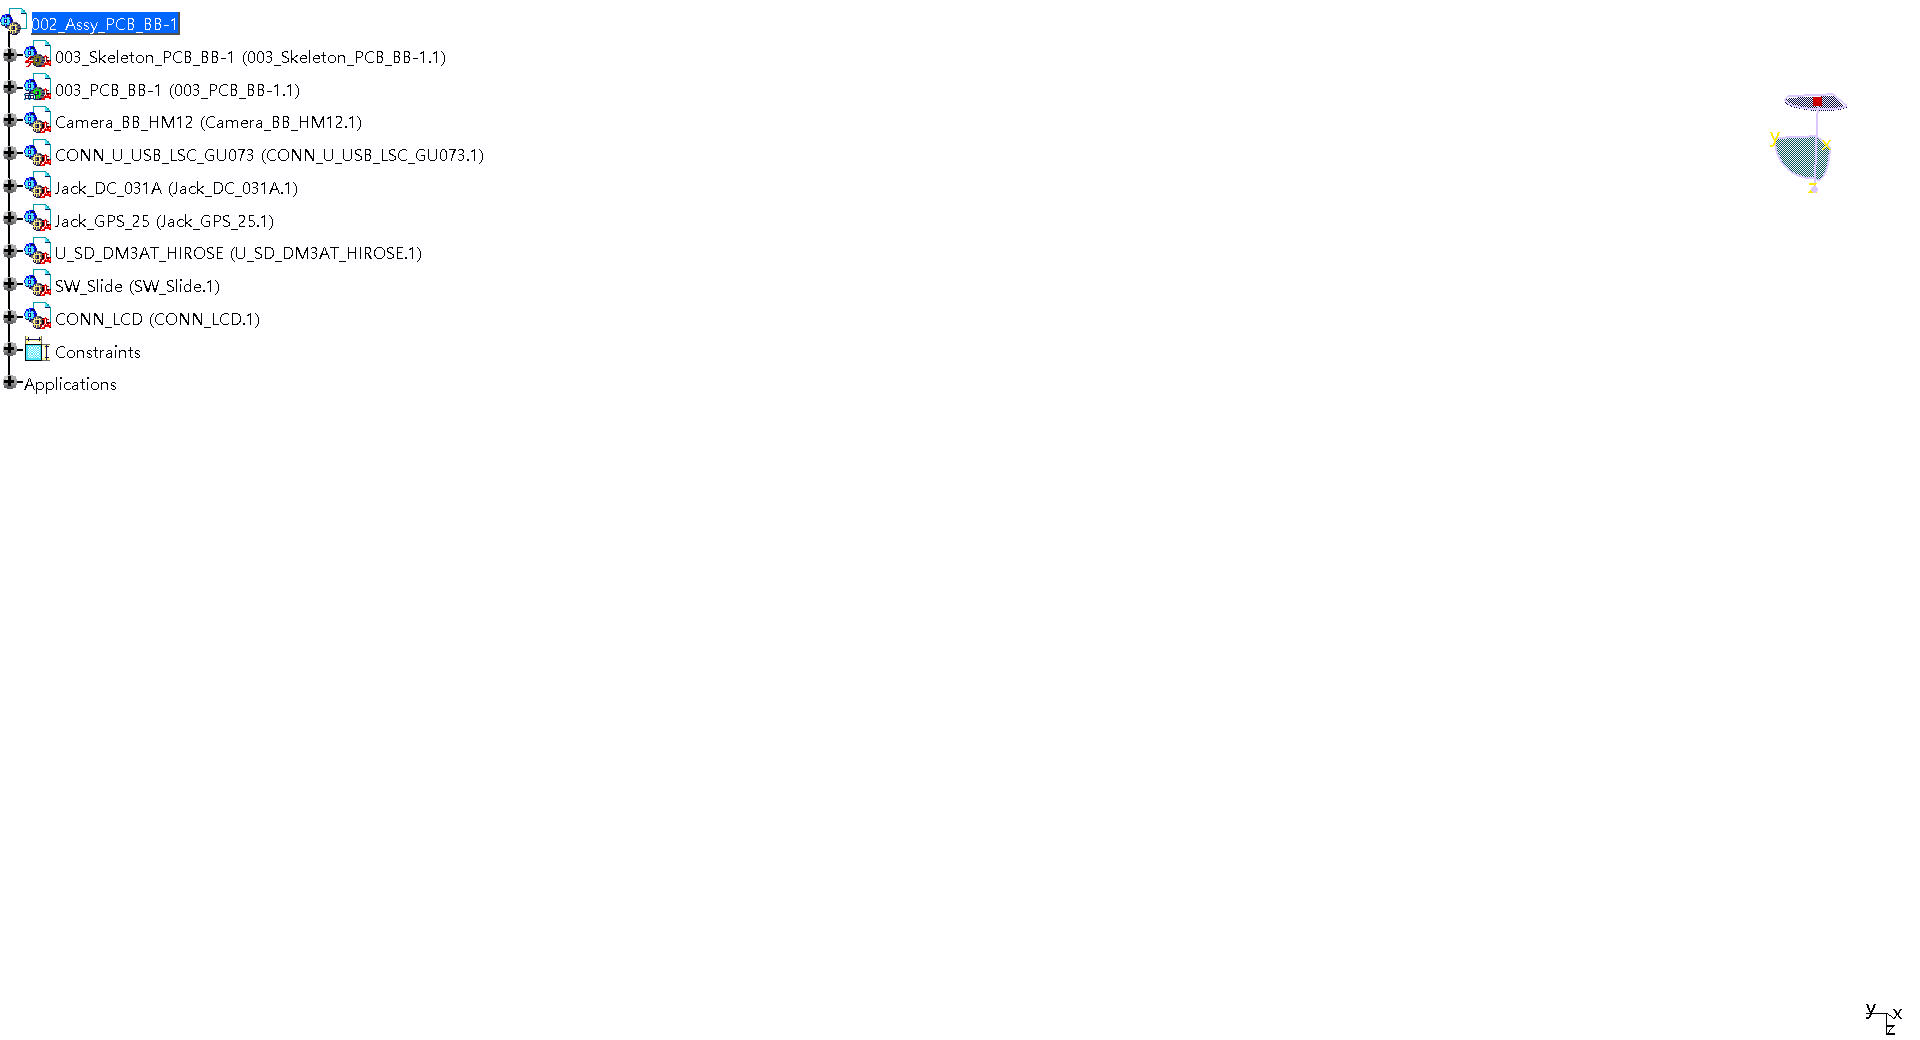 002_Assy_PCB_BB-1
003_Skeleton_PCB_BB-1 (003_Skeleton_PCB_BB-1.1)
003_PCB_BB-1 (003_PCB_BB-1.1)
Camera_BB_HM12 (Camera_BB_HM12.1)
CONN_U_USB_LSC_GU073 (CONN_U_USB_LSC_GU073.1)
Jack_DC_031A (Jack_DC_031A.1)
Jack_GPS_25 (Jack_GPS_25.1)
U_SD_DM3AT_HIROSE (U_SD_DM3AT_HIROSE.1)
SW_Slide (SW_Slide.1)
CONN_LCD (CONN_LCD.1)
Constraints
Applications
y
x
z
y
x
z